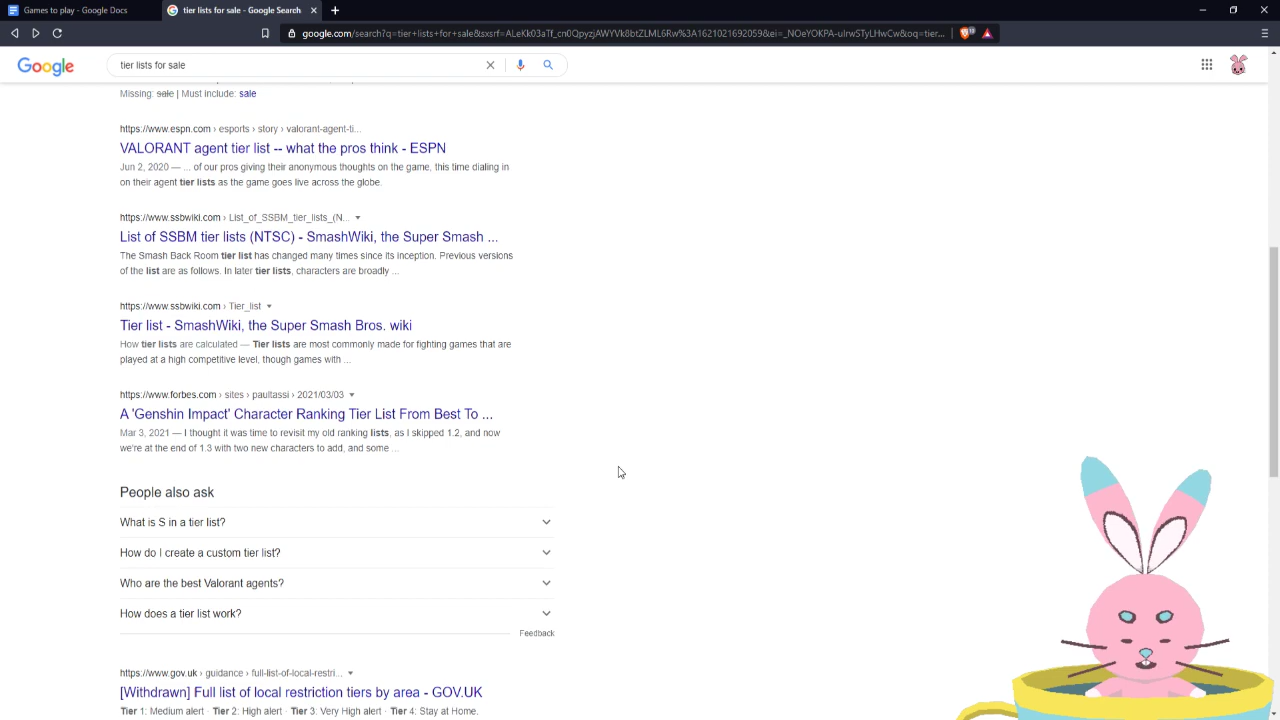 Games to play - Google Docs
tier lists for sale - Google Search
google.com/search?q=tier+lists+for+sale&sxsrf=ALeKk03aTf_cn0QpyzjAWYVk8btZLML6Rw%3A1621021692059&ei=_NOeYOKPA-ulrwSTyLHwCw&oq=tier...
Google
tier lists for sale
Missing: sale | Must include: sale
https://www.espn.com › esports › story › valorant-agent-ti...
VALORANT agent tier list -- what the pros think - ESPN
Jun 2, 2020 — ... of our pros giving their anonymous thoughts on the game, this time dialing in
on their agent tier lists as the game goes live across the globe.
https://www.ssbwiki.com › List_of_SSBM_tier_lists_(N...
List of SSBM tier lists (NTSC) - SmashWiki, the Super Smash ...
The Smash Back Room tier list has changed many times since its inception. Previous versions
of the list are as follows. In later tier lists, characters are broadly ...
https://www.ssbwiki.com › Tier_list
Tier list - SmashWiki, the Super Smash Bros. wiki
How tier lists are calculated — Tier lists are most commonly made for fighting games that are
played at a high competitive level, though games with ...
https://www.forbes.com › sites › paultassi › 2021/03/03
A 'Genshin Impact' Character Ranking Tier List From Best To ...
Mar 3, 2021 — I thought it was time to revisit my old ranking lists, as I skipped 1.2, and now
we're at the end of 1.3 with two new characters to add, and some ...
People also ask
What is S in a tier list?
How do I create a custom tier list?
Who are the best Valorant agents?
How does a tier list work?
Feedback
https://www.gov.uk › guidance › full-list-of-local-restri...
[Withdrawn] Full list of local restriction tiers by area - GOV.UK
Tier 1: Medium alert · Tier 2: High alert · Tier 3: Very High alert · Tier 4: Stay at Home.